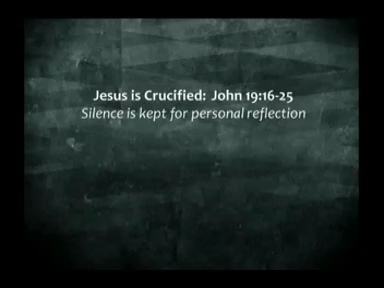 Jesus is Crucified:  John 19:16-25
Silence is kept for personal reflection